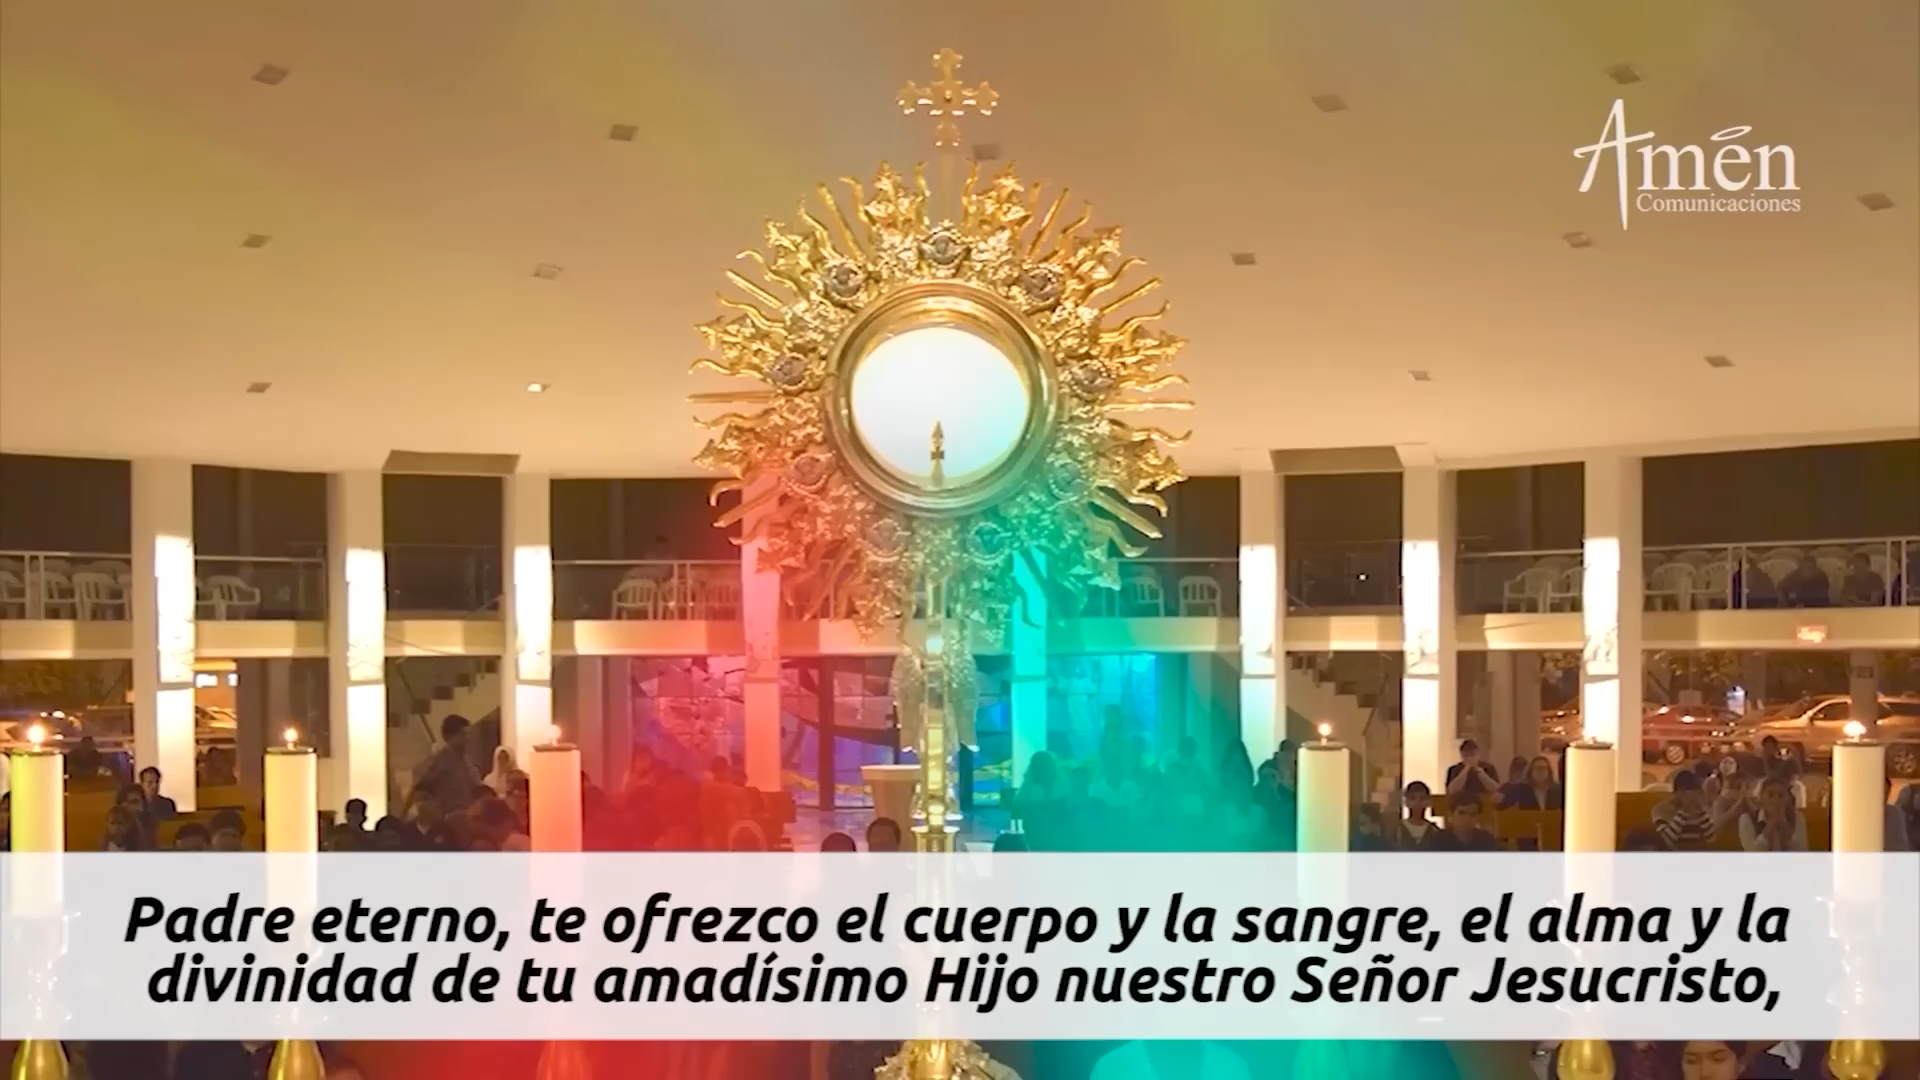 Amén
Comunicaciones
Padre eterno, te ofrezco el cuerpo y la sangre, el alma y la
divinidad de tu amadísimo Hijo nuestro Señor Jesucristo,